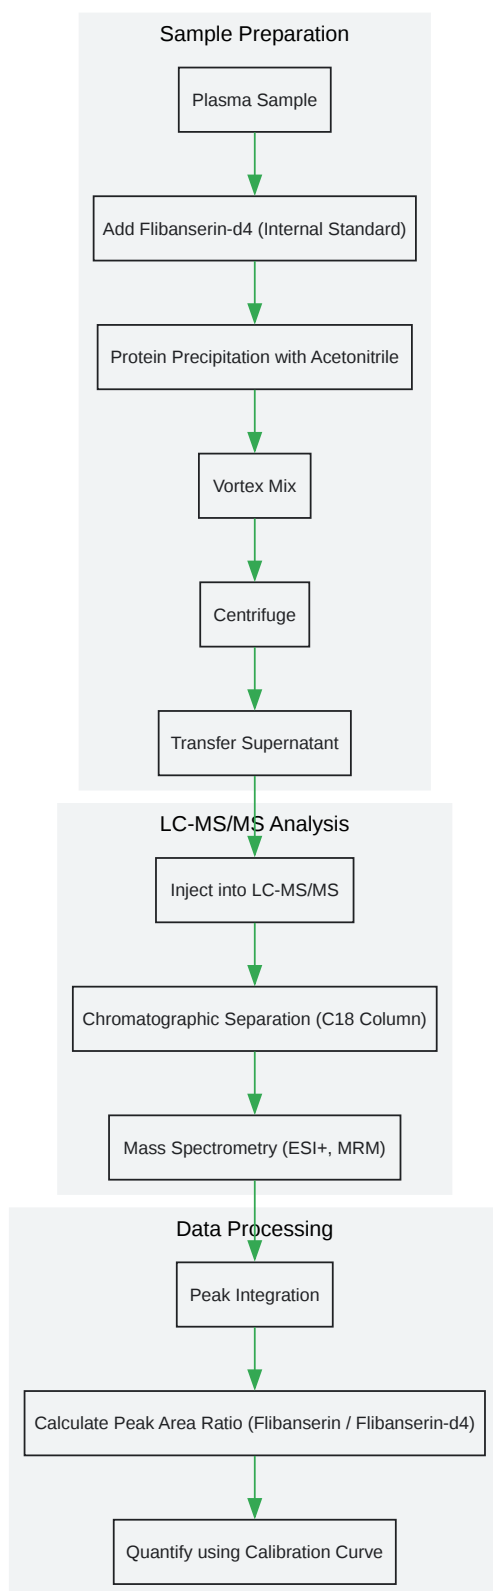 Sample Preparation
Plasma Sample
Add Flibanserin-d4 (Internal Standard)
Protein Precipitation with Acetonitrile
Vortex Mix
Centrifuge
Transfer Supernatant
LC-MS/MS Analysis
Inject into LC-MS/MS
Chromatographic Separation (C18 Column)
Mass Spectrometry (ESI+, MRM)
Data Processing
Peak Integration
Calculate Peak Area Ratio (Flibanserin / Flibanserin-d4)
Quantify using Calibration Curve